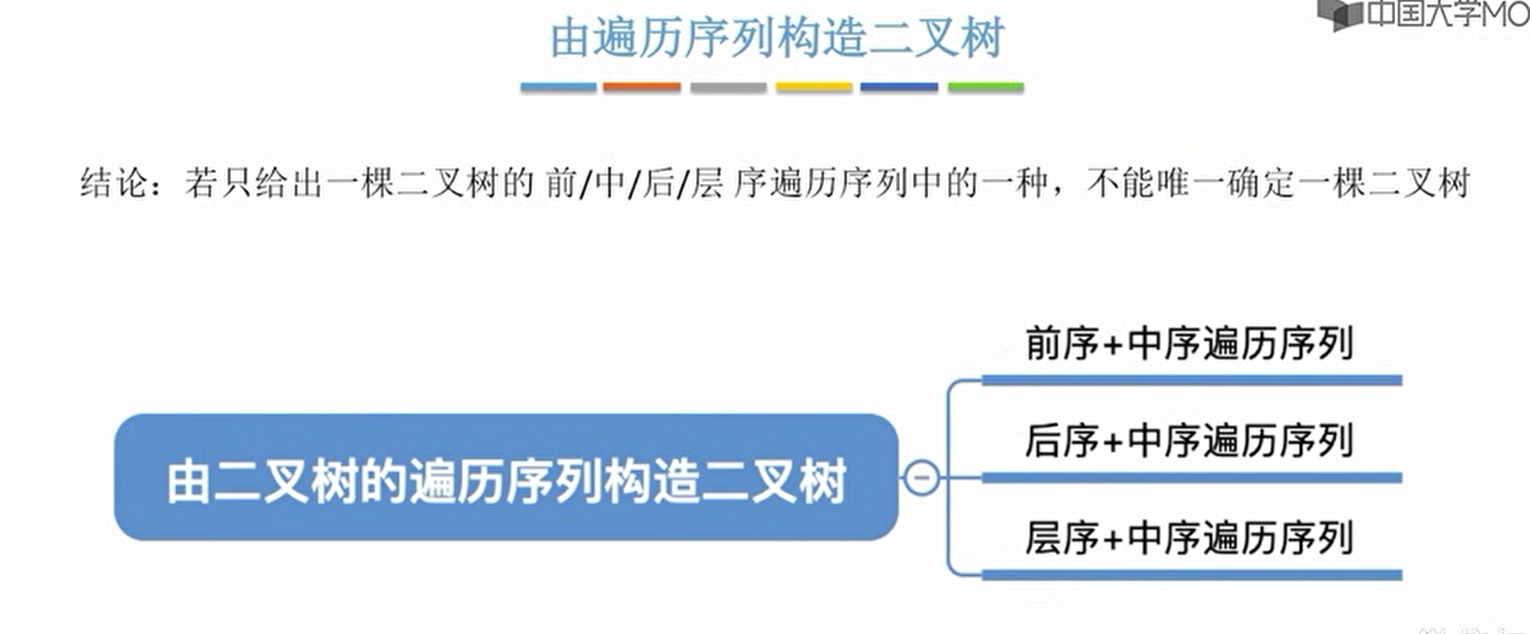 中国大学MO
由遍历序列构造二叉树
结论：若只给出一棵二叉树的 前/中/后/层 序遍历序列中的一种，不能唯一确定一棵二叉树
前序+中序遍历序列
后序+中序遍历序列
由二叉树的遍历序列构造二叉树
层序+中序遍历序列